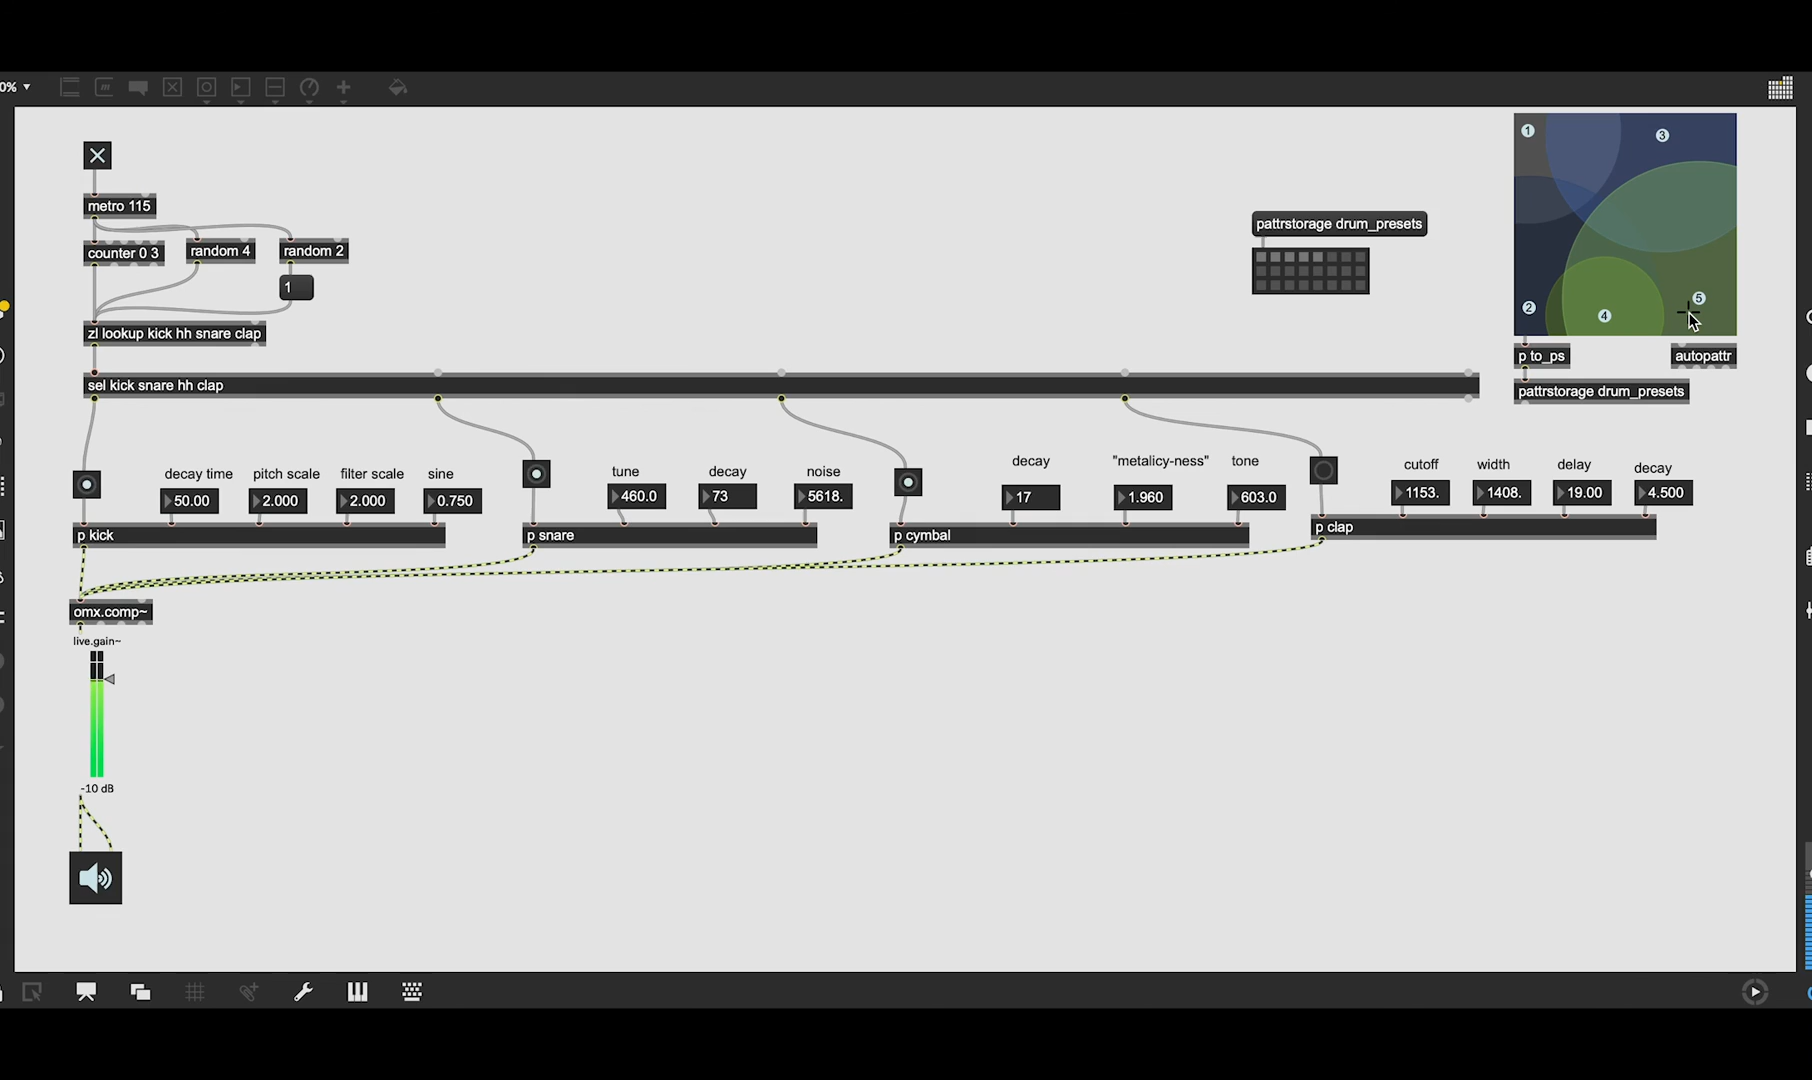 0%
1
3
metro 115
pattrstorage drum_presets
counter 0 3
random 4
random 2
1
2
4
5
zl lookup kick hh snare clap
p to_ps
autopattr
sel kick snare hh clap
pattrstorage drum_presets
decay time
pitch scale
filter scale
sine
tune
decay
noise
decay
"metalicy-ness"
tone
cutoff
width
delay
decay
50.00
2.000
2.000
0.750
460.0
73
5618.
17
1.960
603.0
1153.
1408.
19.00
4.500
p kick
p snare
p cymbal
p clap
omx.comp~
live.gain~
-10 dB